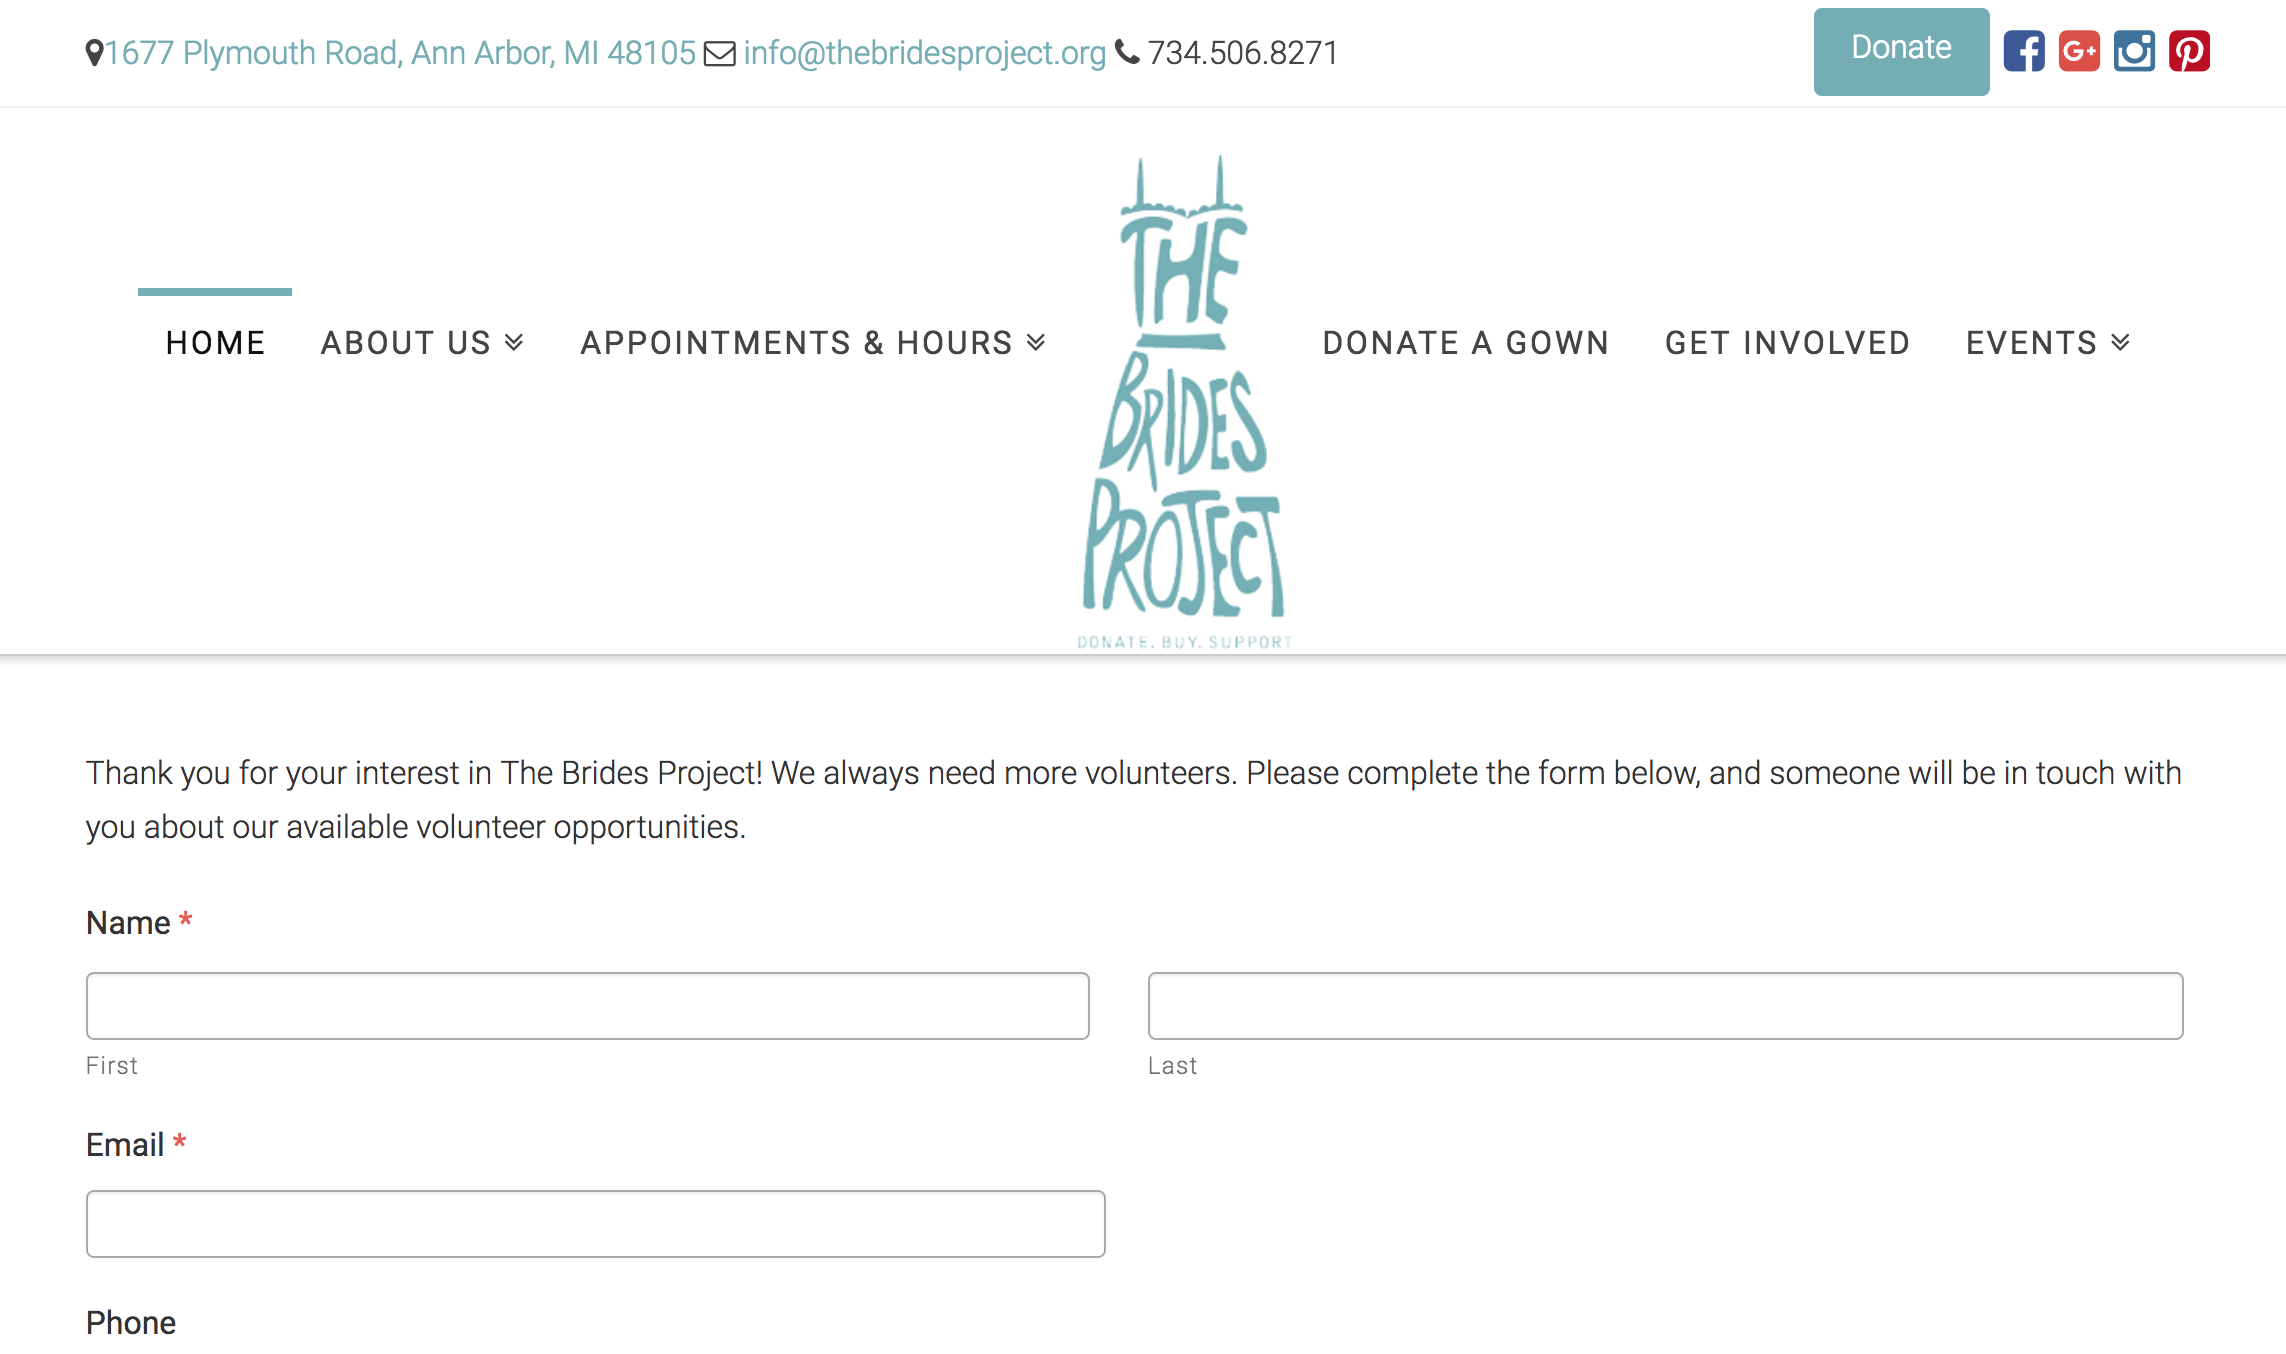 1677 Plymouth Road, Ann Arbor, MI 48105 info@thebridesproject.org 734.506.8271
Donate
G+
HOME ABOUT US APPOINTMENTS & HOURS
THE
BRIDES
PROJECT
DONATE. BUY. SUPPORT
DONATE A GOWN GET INVOLVED EVENTS
Thank you for your interest in The Brides Project! We always need more volunteers. Please complete the form below, and someone will be in touch with
you about our available volunteer opportunities.
Name *
First Last
Email *
Phone